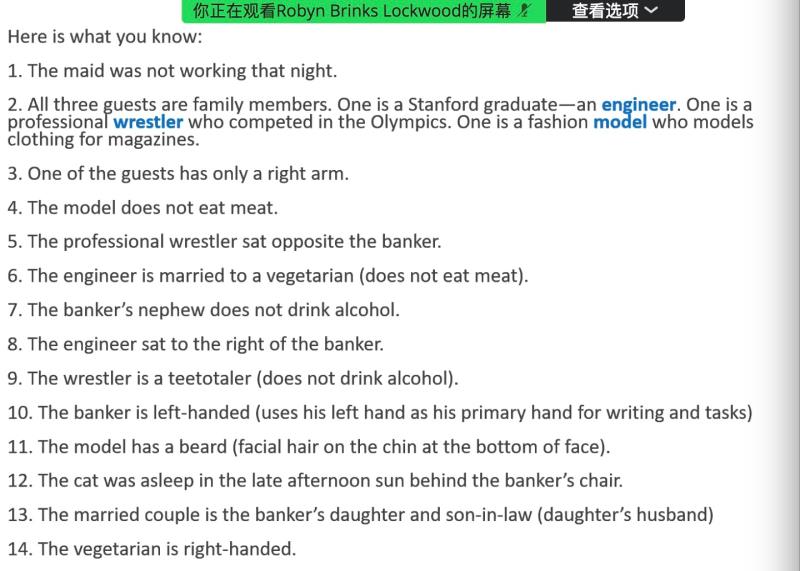 你正在观看Robyn Brinks Lockwood的屏幕
查看选项
Here is what you know:
1. The maid was not working that night.
2. All three guests are family members. One is a Stanford graduate—an engineer. One is a
professional wrestler who competed in the Olympics. One is a fashion model who models
clothing for magazines.
3. One of the guests has only a right arm.
4. The model does not eat meat.
5. The professional wrestler sat opposite the banker.
6. The engineer is married to a vegetarian (does not eat meat).
7. The banker’s nephew does not drink alcohol.
8. The engineer sat to the right of the banker.
9. The wrestler is a teetotaler (does not drink alcohol).
10. The banker is left-handed (uses his left hand as his primary hand for writing and tasks)
11. The model has a beard (facial hair on the chin at the bottom of face).
12. The cat was asleep in the late afternoon sun behind the banker’s chair.
13. The married couple is the banker’s daughter and son-in-law (daughter’s husband)
14. The vegetarian is right-handed.